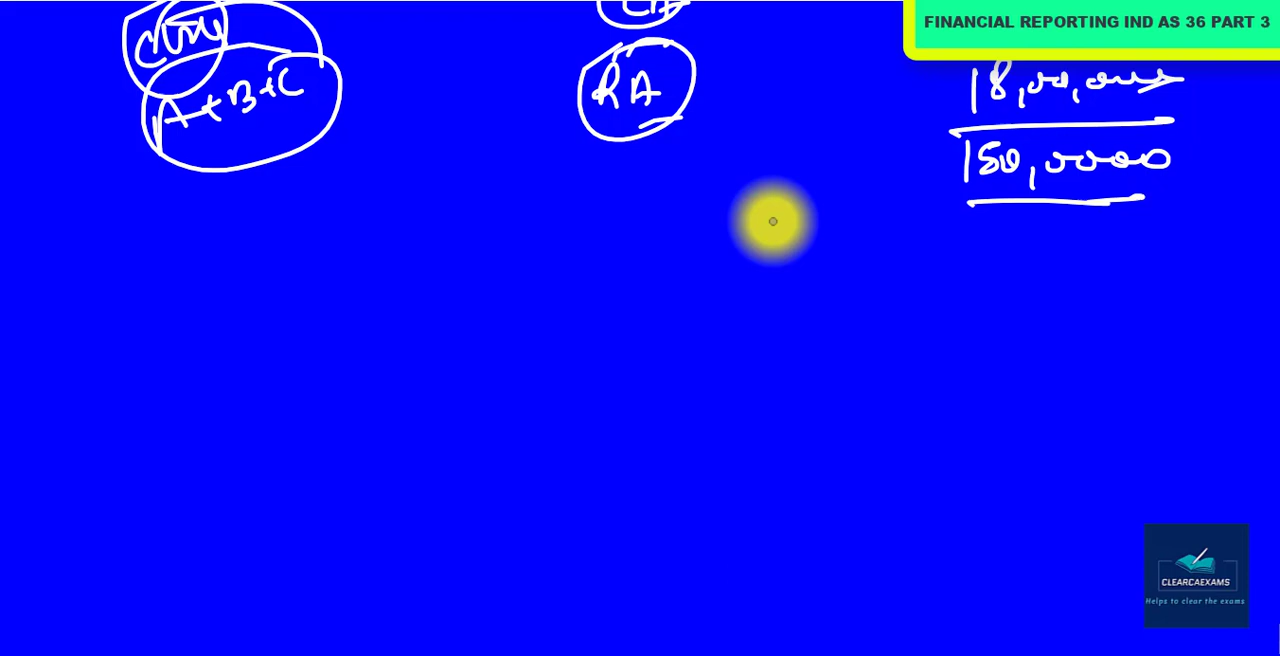 FINANCIAL REPORTING IND AS 36 PART 3
A+B+C
RA
18,00,000
150,0000
CLEARCAEXAMS
Helps to clear the exams